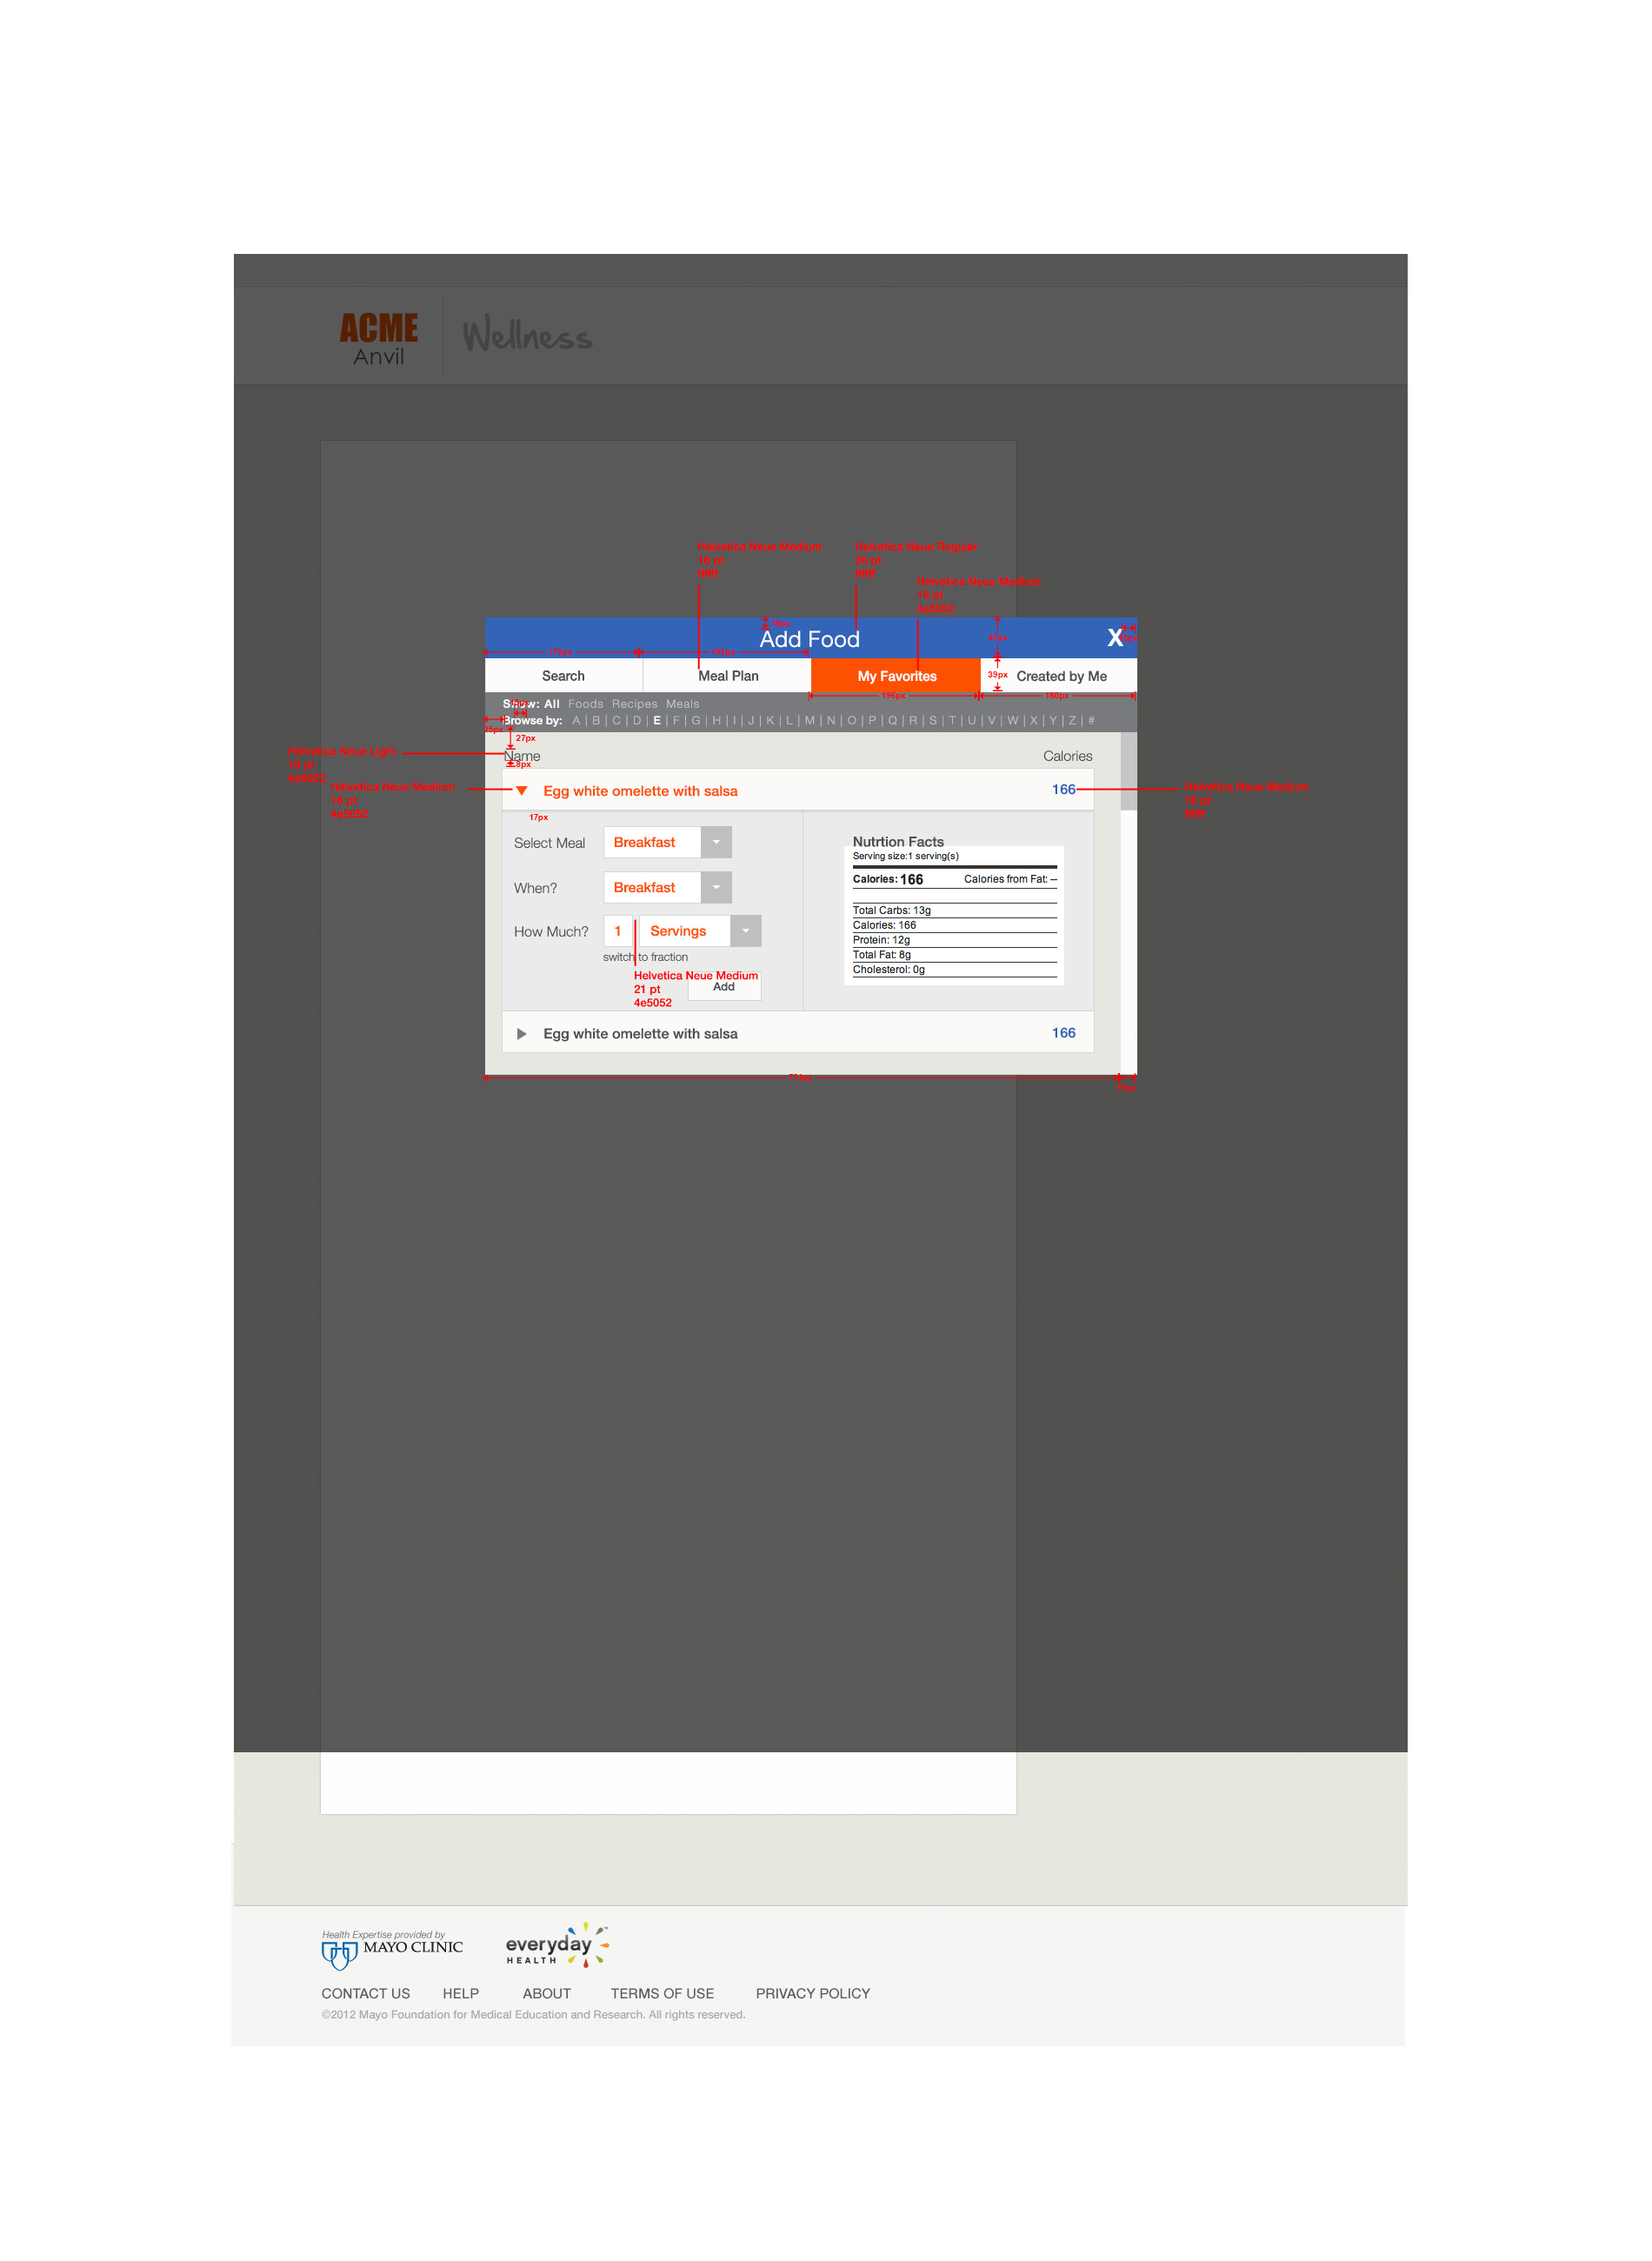 ACME
Anvil
Wellness
Helvetica Neue Medium
16 pt
ffffff
Helvetica Neue Regular
26 pt
ffffff
Helvetica Neue Medium
16 pt
4e5052
Add Food
X
47px
Search
Meal Plan
My Favorites
39px
Created by Me
196px
180px
Show: All Foods Recipes Meals
Browse by: A | B | C | D | E | F | G | H | I | J | K | L | M | N | O | P | Q | R | S | T | U | V | W | X | Y | Z | #
25px
27px
Helvetica Neue Light
16 pt
4e5052
Name
Calories
8px
Helvetica Neue Medium
16 pt
4e5052
Egg white omelette with salsa
166
Helvetica Neue Medium
16 pt
ffffff
17px
Select Meal
Breakfast
When?
Breakfast
How Much?
1
Servings
switch to fraction
Helvetica Neue Medium
21 pt
4e5052
Add
Nutrtion Facts
Serving size:1 serving(s)
Calories: 166 Calories from Fat: --
Total Carbs: 13g
Calories: 166
Protein: 12g
Total Fat: 8g
Cholesterol: 0g
Egg white omelette with salsa
166
Health Expertise provided by
MAYO CLINIC
everyday™
HEALTH
CONTACT US HELP ABOUT TERMS OF USE PRIVACY POLICY
©2012 Mayo Foundation for Medical Education and Research. All rights reserved.